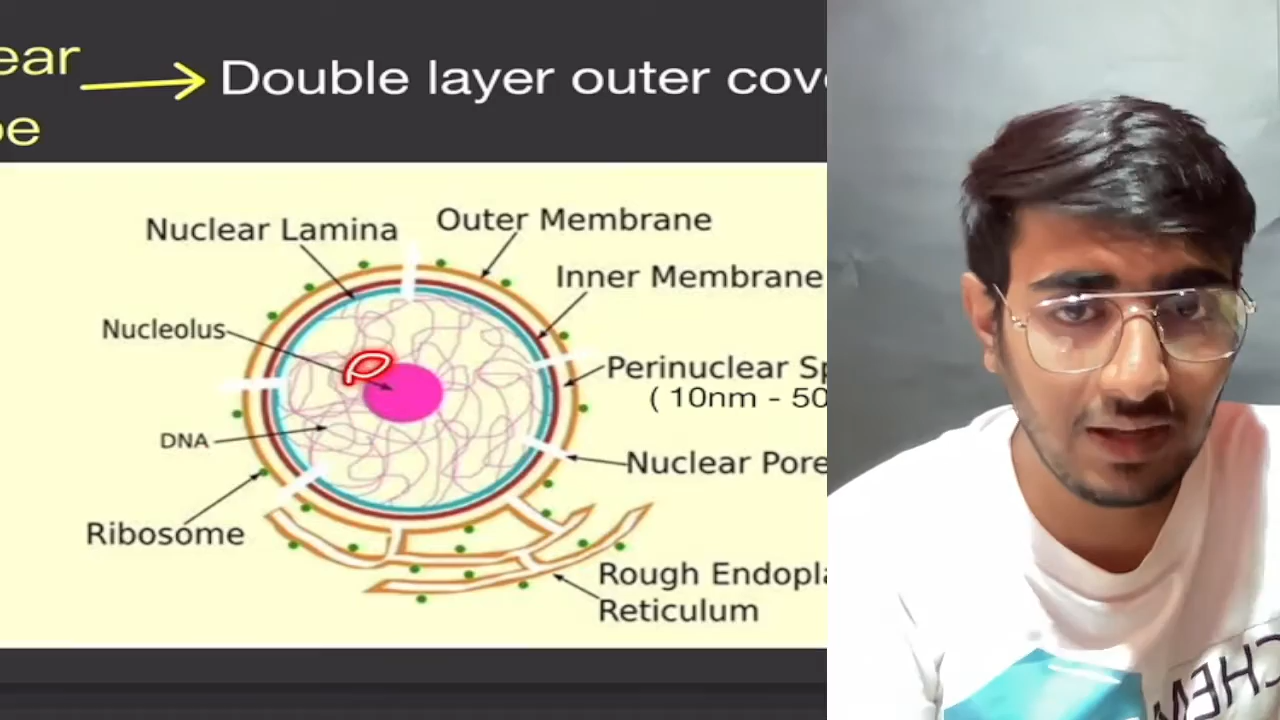 ear → Double layer outer cov
pe
Nuclear Lamina
Outer Membrane
Inner Membrane
Nucleolus
Perinuclear Sp
( 10nm - 50
DNA
Nuclear Pore
Ribosome
Rough Endopla
Reticulum